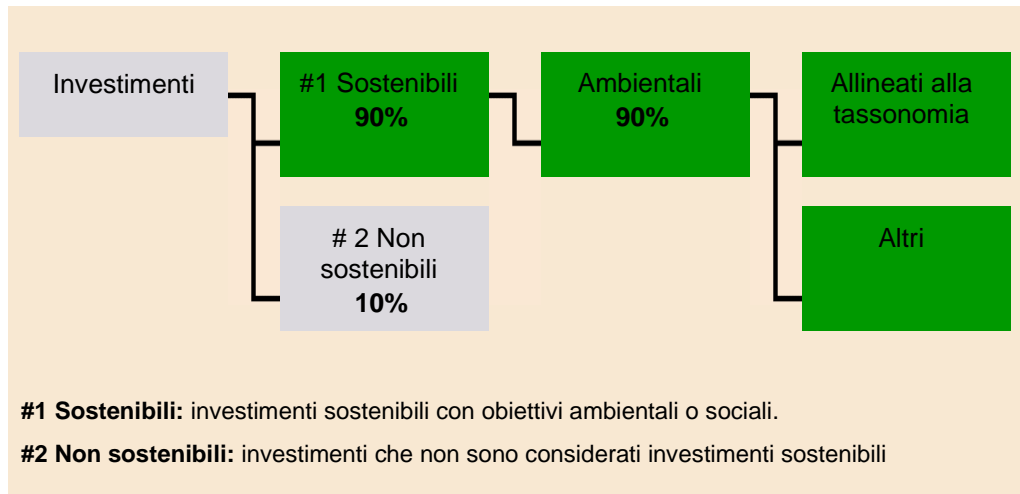 Investimenti
#1 Sostenibili
90%
Ambientali
90%
Allineati alla
tassonomia
# 2 Non
sostenibili
10%
Altri
#1 Sostenibili: investimenti sostenibili con obiettivi ambientali o sociali.
#2 Non sostenibili: investimenti che non sono considerati investimenti sostenibili